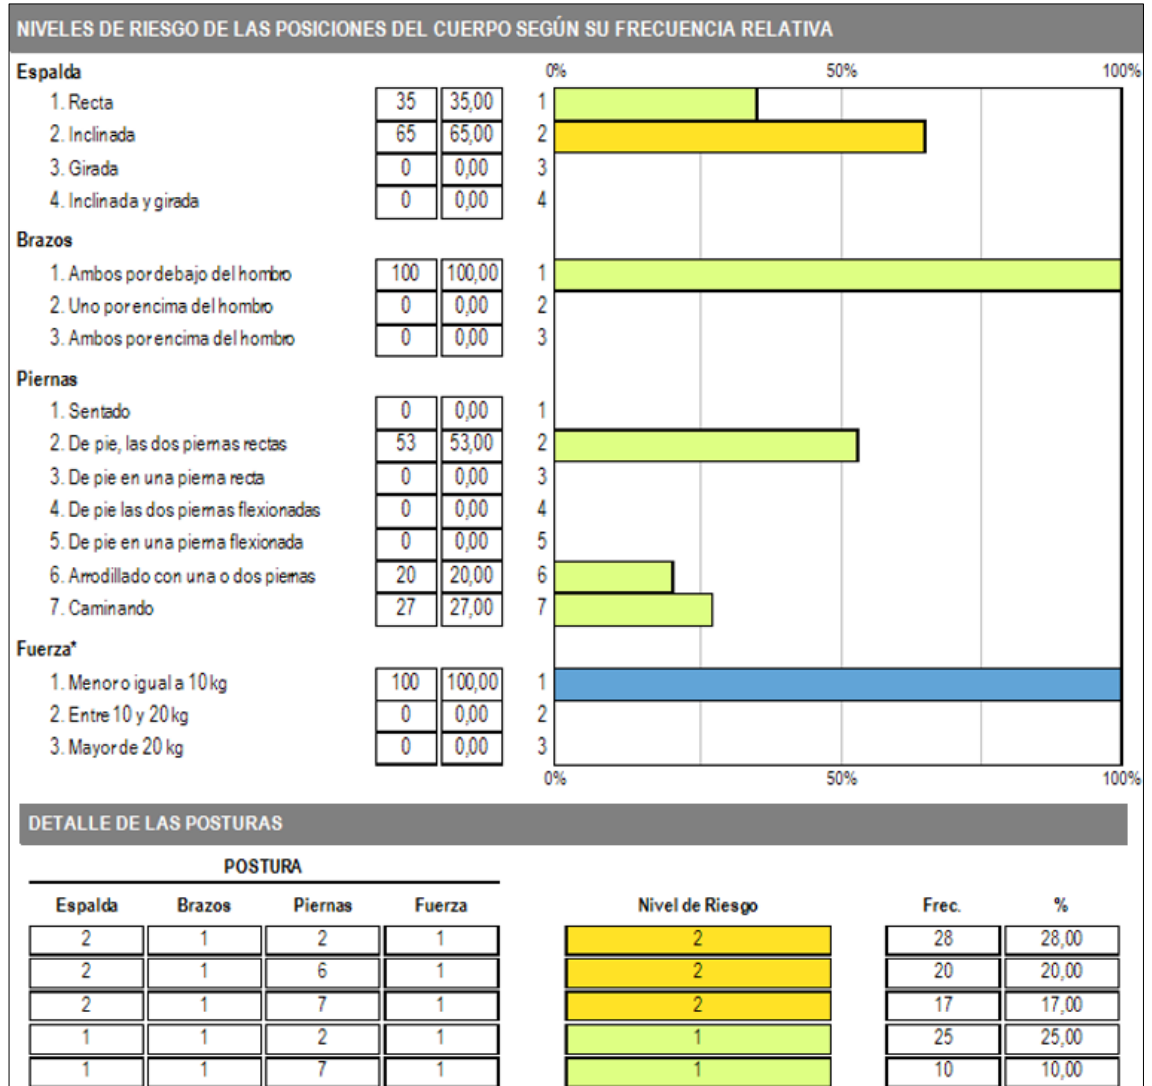 NIVELES DE RIESGO DE LAS POSICIONES DEL CUERPO SEGÚN SU FRECUENCIA RELATIVA
Espalda 0% 50% 100%
1. Recta 35 35,00 1
2. Inclinada 65 65,00 2
3. Girada 0 0,00 3
4. Inclinada y girada 0 0,00 4
Brazos
1. Ambos por debajo del hombro 100 100,00 1
2. Uno por encima del hombro 0 0,00 2
3. Ambos por encima del hombro 0 0,00 3
Piernas
1. Sentado 0 0,00 1
2. De pie, las dos piernas rectas 53 53,00 2
3. De pie en una pierna recta 0 0,00 3
4. De pie las dos piernas flexionadas 0 0,00 4
5. De pie en una pierna flexionada 0 0,00 5
6. Arrodillado con una o dos piernas 20 20,00 6
7. Caminando 27 27,00 7
Fuerza*
1. Menor o igual a 10 kg 100 100,00 1
2. Entre 10 y 20 kg 0 0,00 2
3. Mayor de 20 kg 0 0,00 3
0% 50% 100%
DETALLE DE LAS POSTURAS
POSTURA
Espalda Brazos Piernas Fuerza Nivel de Riesgo Frec. %
2 1 2 1 2 28 28,00
2 1 6 1 2 20 20,00
2 1 7 1 2 17 17,00
1 1 2 1 1 25 25,00
1 1 7 1 1 10 10,00